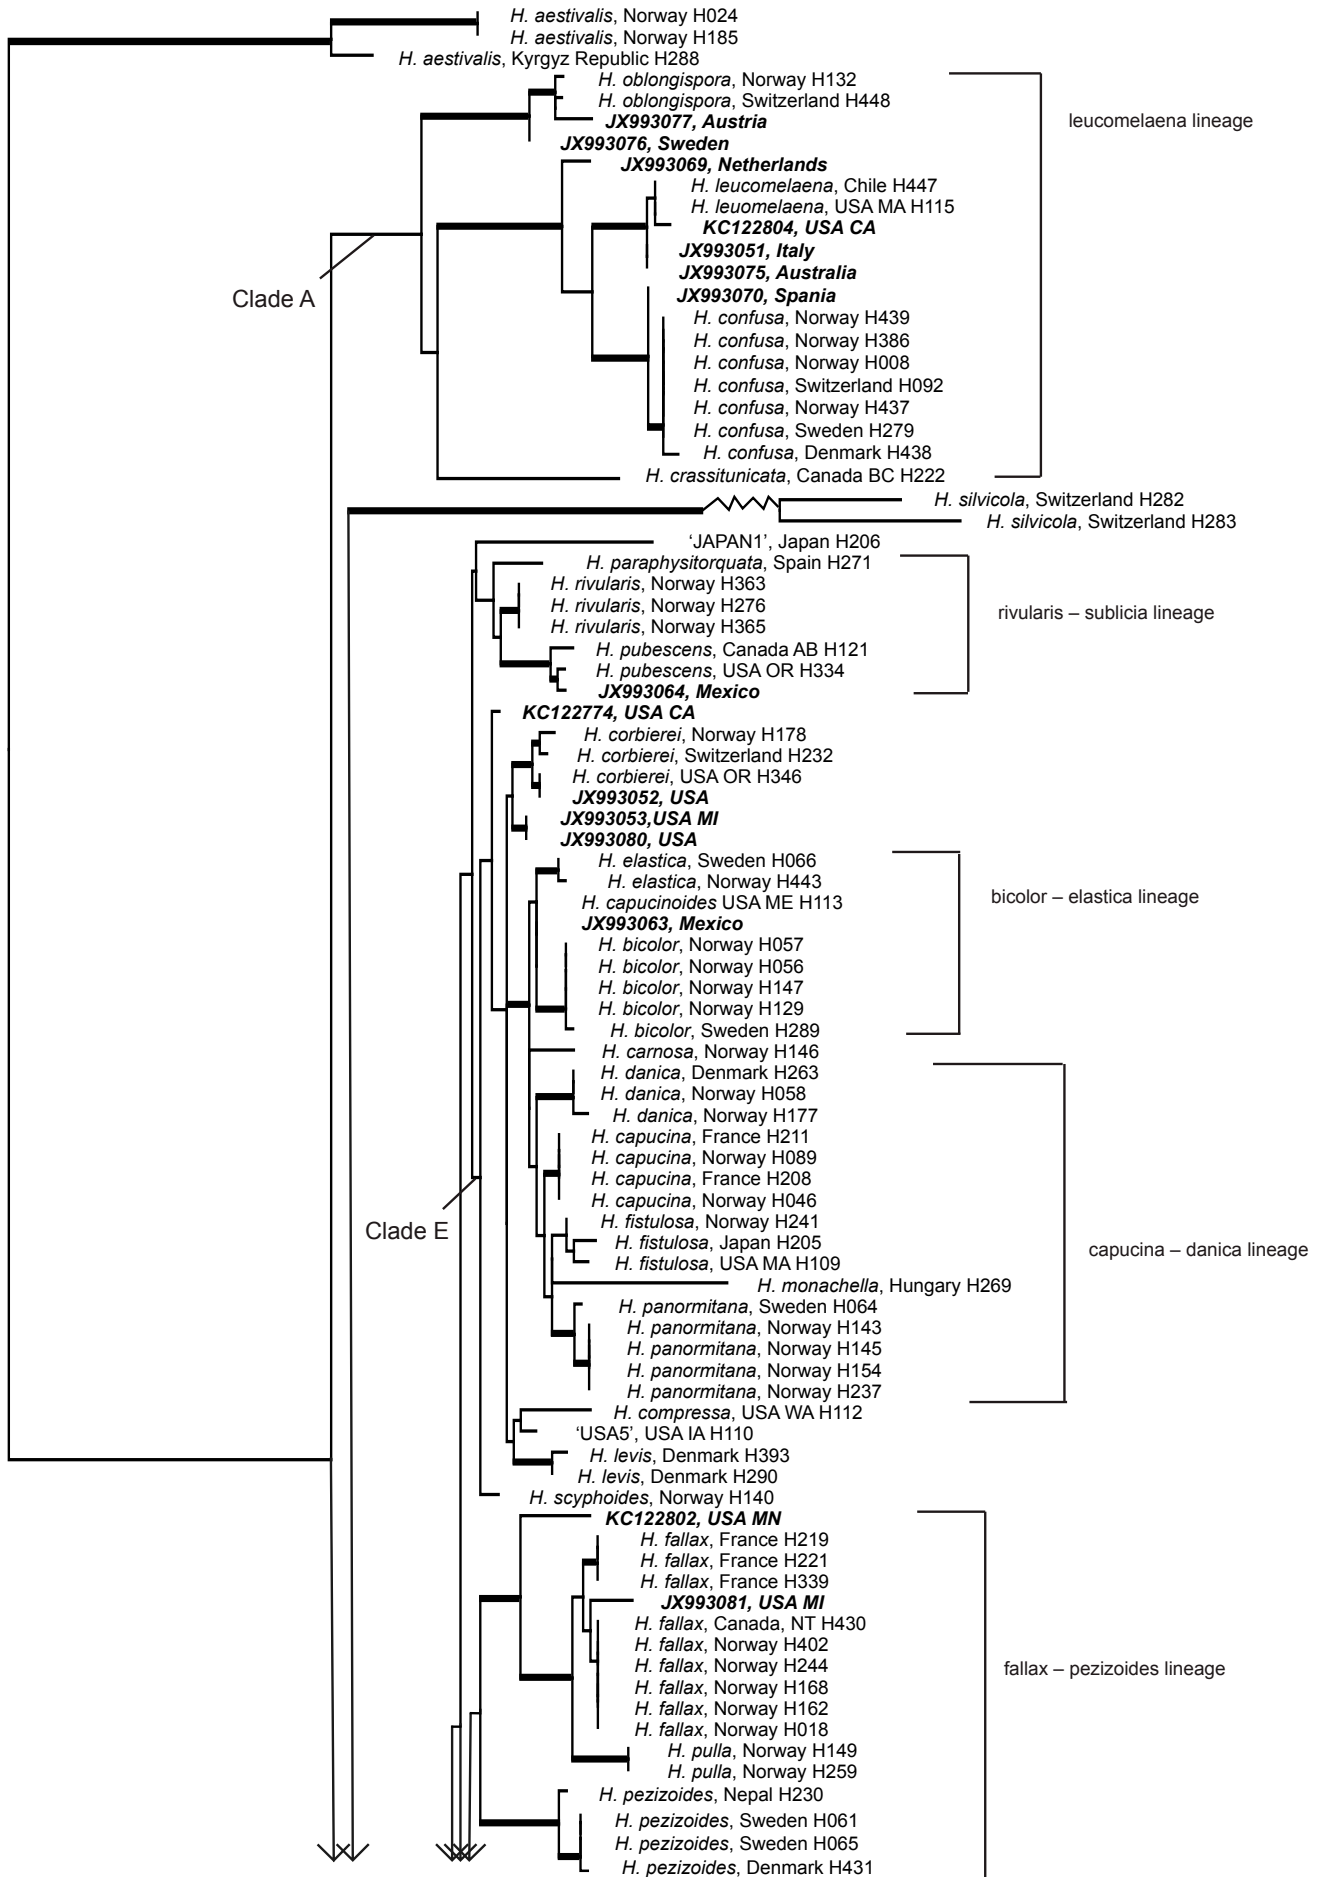 H. aestivalis, Norway H024
H. aestivalis, Norway H185
H. aestivalis, Kyrgyz Republic H288
H. oblongispora, Norway H132
H. oblongispora, Switzerland H448
leucomelaena lineage
JX993077, Austria
JX993076, Sweden
JX993069, Netherlands
H. leucomelaena, Chile H447
H. leuomelaena, USA MA H115
KC122804, USA CA
JX993051, Italy
JX993075, Australia
Clade A
JX993070, Spania
H. confusa, Norway H439
H. confusa, Norway H386
H. confusa, Norway H008
H. confusa, Switzerland H092
H. confusa, Norway H437
H. confusa, Sweden H279
H. confusa, Denmark H438
H. crassitunicata, Canada BC H222
H. silvicola, Switzerland H282
H. silvicola, Switzerland H283
‘JAPAN1’, Japan H206
H. paraphysitorquata, Spain H271
H. rivularis, Norway H363
H. rivularis, Norway H276
rivularis – sublicia lineage
H. rivularis, Norway H365
H. pubescens, Canada AB H121
H. pubescens, USA OR H334
JX993064, Mexico
KC122774, USA CA
H. corbierei, Norway H178
H. corbierei, Switzerland H232
H. corbierei, USA OR H346
JX993052, USA
JX993053,USA MI
JX993080, USA
H. elastica, Sweden H066
H. elastica, Norway H443
bicolor – elastica lineage
H. capucinoides USA ME H113
JX993063, Mexico
H. bicolor, Norway H057
H. bicolor, Norway H056
H. bicolor, Norway H147
H. bicolor, Norway H129
H. bicolor, Sweden H289
H. carnosa, Norway H146
H. danica, Denmark H263
H. danica, Norway H058
H. danica, Norway H177
H. capucina, France H211
H. capucina, Norway H089
H. capucina, France H208
H. capucina, Norway H046
H. fistulosa, Norway H241
Clade E
H. fistulosa, Japan H205
capucina – danica lineage
H. fistulosa, USA MA H109
H. monachella, Hungary H269
H. panormitana, Sweden H064
H. panormitana, Norway H143
H. panormitana, Norway H145
H. panormitana, Norway H154
H. panormitana, Norway H237
H. compressa, USA WA H112
‘USA5’, USA IA H110
H. levis, Denmark H393
H. levis, Denmark H290
H. scyphoides, Norway H140
KC122802, USA MN
H. fallax, France H219
H. fallax, France H221
H. fallax, France H339
JX993081, USA MI
H. fallax, Canada, NT H430
H. fallax, Norway H402
H. fallax, Norway H244
fallax – pezizoides lineage
H. fallax, Norway H168
H. fallax, Norway H162
H. fallax, Norway H018
H. pulla, Norway H149
H. pulla, Norway H259
H. pezizoides, Nepal H230
H. pezizoides, Sweden H061
H. pezizoides, Sweden H065
H. pezizoides, Denmark H431